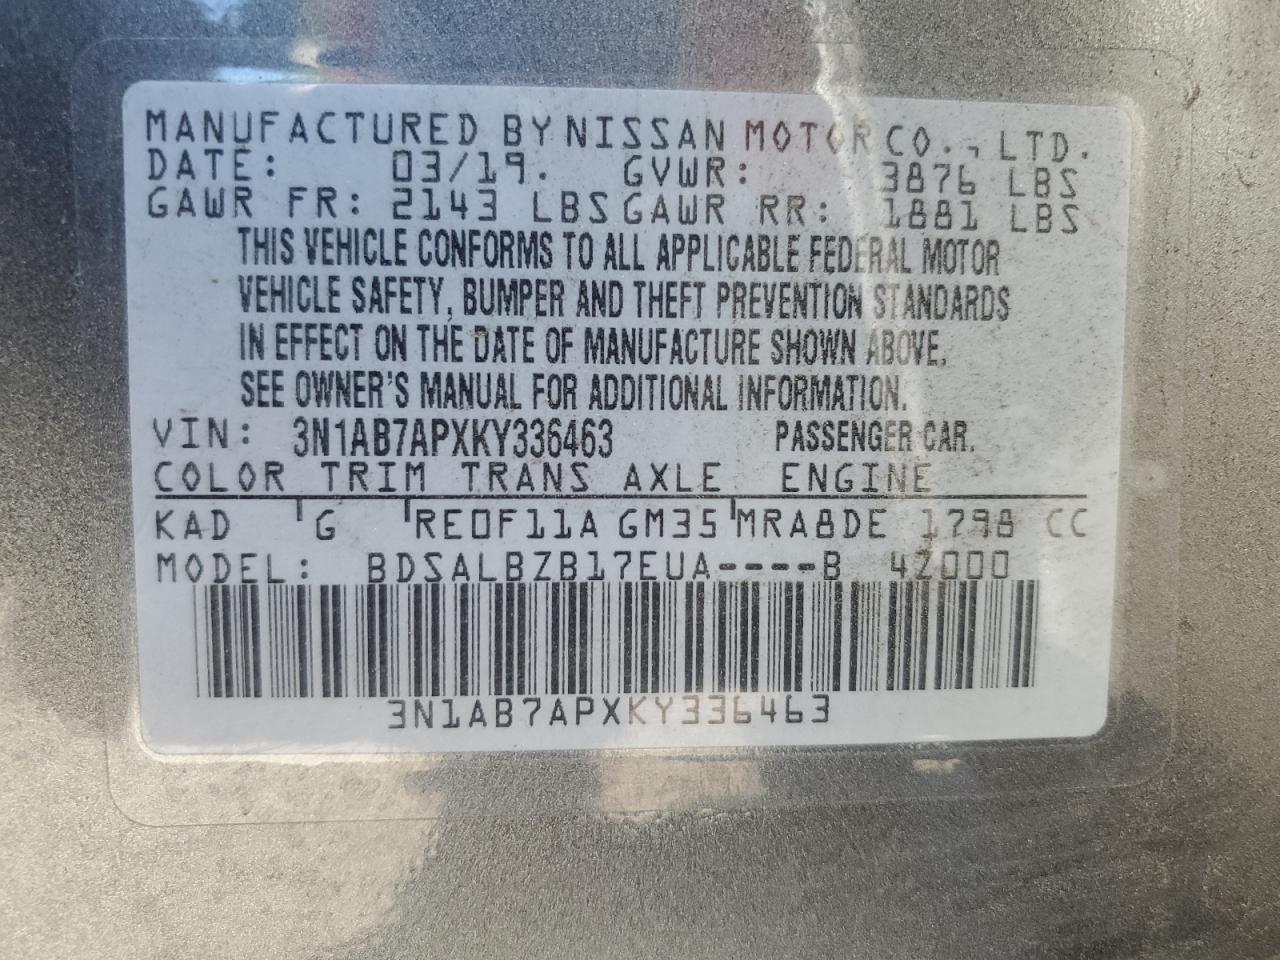 MANUFACTURED BY NISSAN MOTOR CO., LTD.
DATE: 03/19. GVWR: 3876 LBS
GAWR FR: 2143 LBS GAWR RR: 1881 LBS
THIS VEHICLE CONFORMS TO ALL APPLICABLE FEDERAL MOTOR
VEHICLE SAFETY, BUMPER AND THEFT PREVENTION STANDARDS
IN EFFECT ON THE DATE OF MANUFACTURE SHOWN ABOVE.
SEE OWNER'S MANUAL FOR ADDITIONAL INFORMATION.
VIN: 3N1AB7APXKY336463 PASSENGER CAR.
COLOR TRIM TRANS AXLE ENGINE
KAD G RE0F11A GM35 MRA8DE 1798 CC
MODEL: BDSALBZB17EUA----B 4Z000
3N1AB7APXKY336463